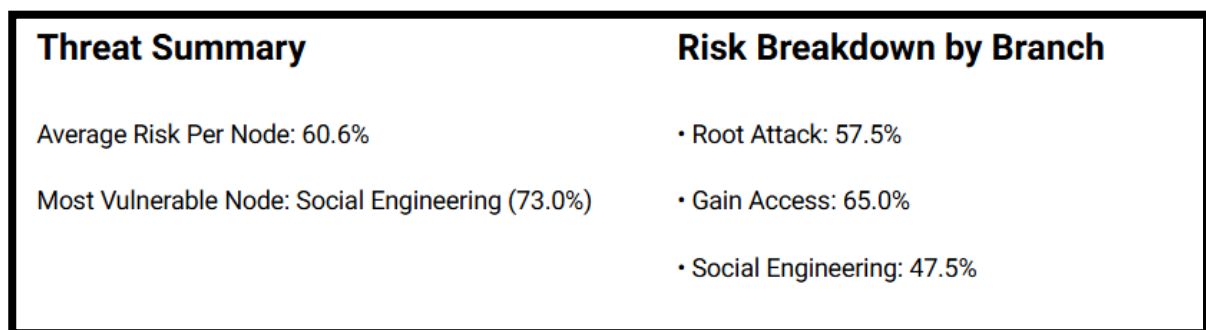 Threat Summary
Average Risk Per Node: 60.6%
Most Vulnerable Node: Social Engineering (73.0%)
Risk Breakdown by Branch
• Root Attack: 57.5%
• Gain Access: 65.0%
• Social Engineering: 47.5%